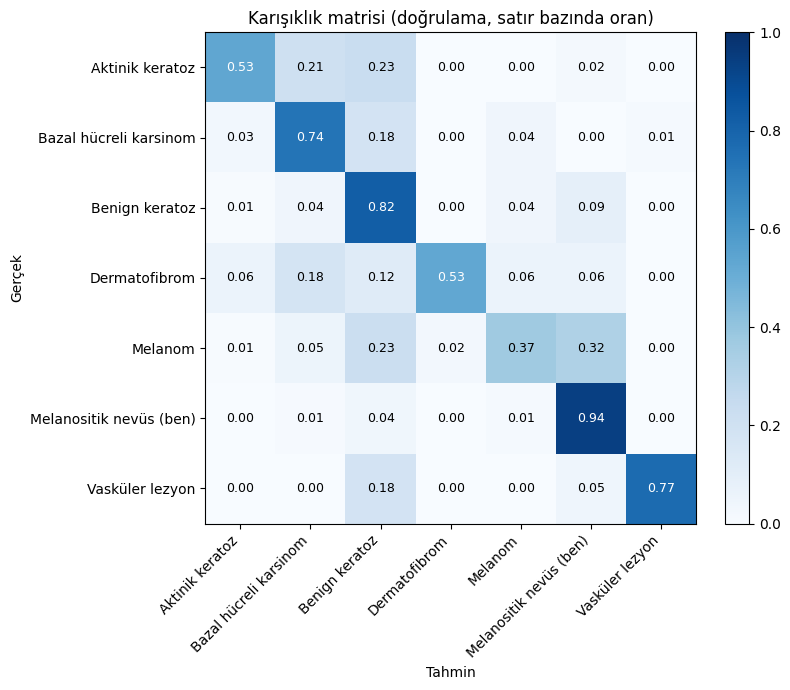 Karışıklık matrisi (doğrulama, satır bazında oran)
Gerçek
Aktinik keratoz 0.53 0.21 0.23 0.00 0.00 0.02 0.00
Bazal hücreli karsinom 0.03 0.74 0.18 0.00 0.04 0.00 0.01
Benign keratoz 0.01 0.04 0.82 0.00 0.04 0.09 0.00
Dermatofibrom 0.06 0.18 0.12 0.53 0.06 0.06 0.00
Melanom 0.01 0.05 0.23 0.02 0.37 0.32 0.00
Melanositik nevüs (ben) 0.00 0.01 0.04 0.00 0.01 0.94 0.00
Vasküler lezyon 0.00 0.00 0.18 0.00 0.00 0.05 0.77
Aktinik keratoz
Bazal hücreli karsinom
Benign keratoz
Dermatofibrom
Melanom
Melanositik nevüs (ben)
Vasküler lezyon
Tahmin
1.0
0.8
0.6
0.4
0.2
0.0